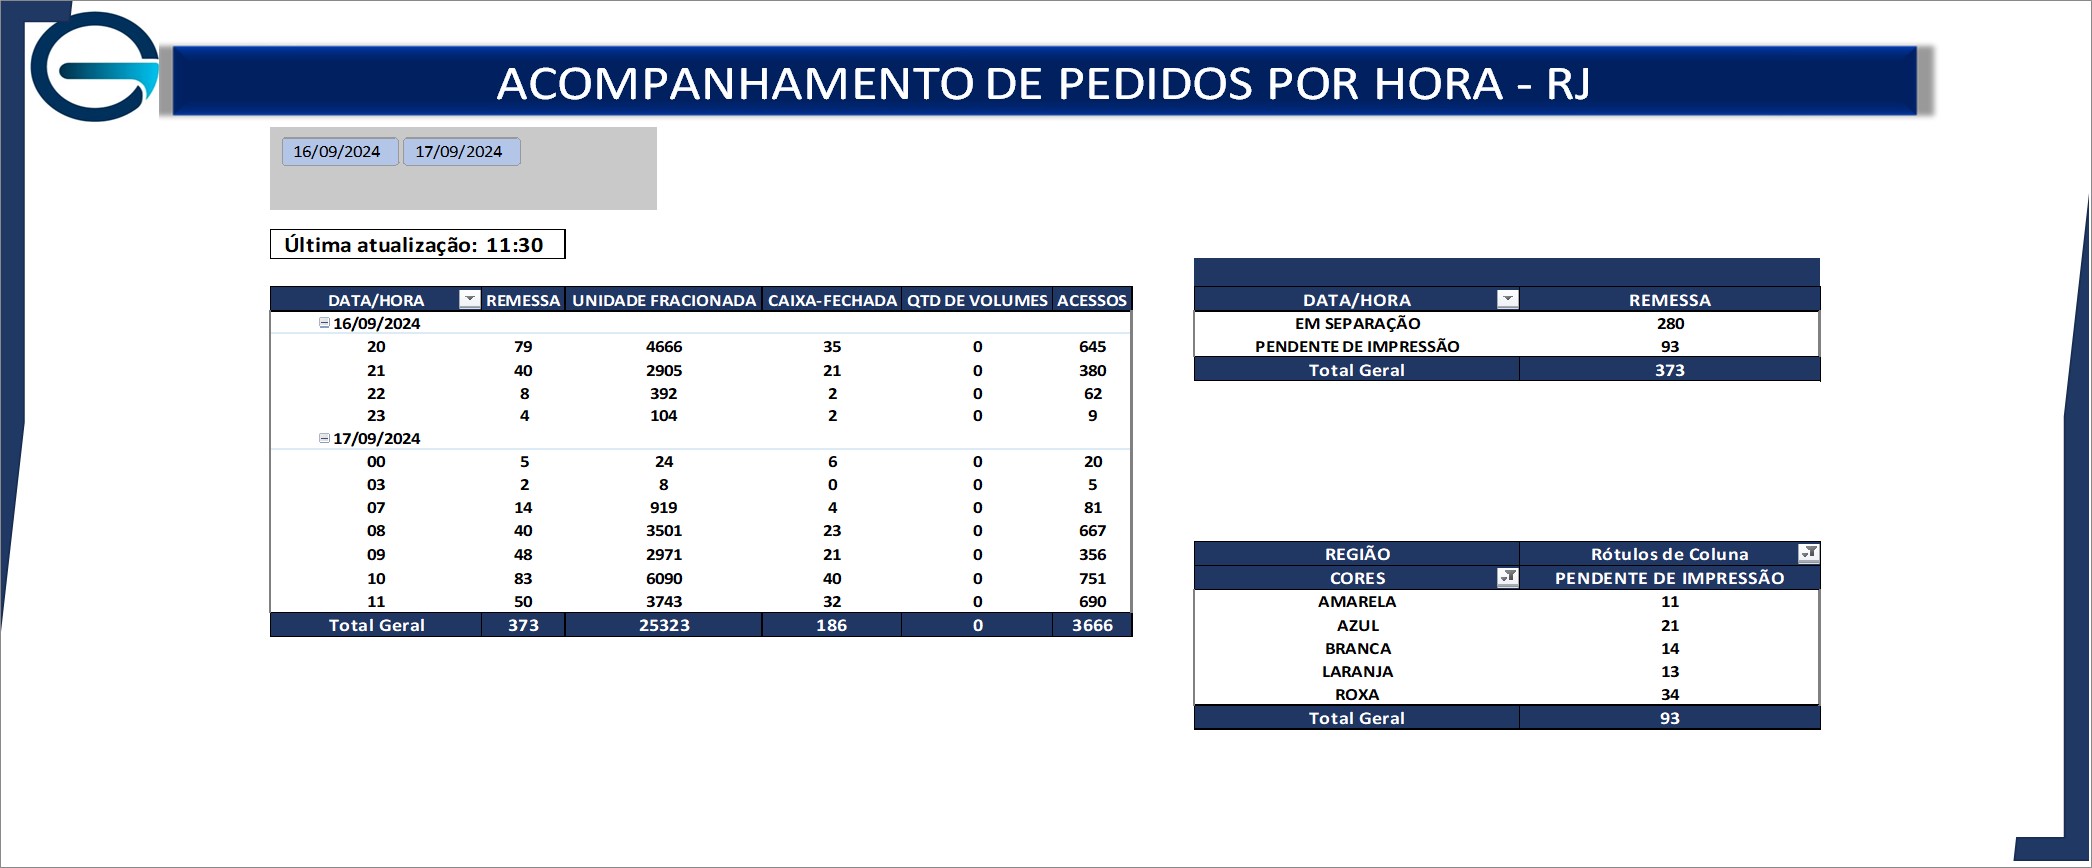 ACOMPANHAMENTO DE PEDIDOS POR HORA - RJ
16/09/2024 17/09/2024
Última atualização: 11:30
DATA/HORA REMESSA UNIDADE FRACIONADA CAIXA-FECHADA QTD DE VOLUMES ACESSOS
16/09/2024
20 79 4666 35 0 645
21 40 2905 21 0 380
22 8 392 2 0 62
23 4 104 2 0 9
17/09/2024
00 5 24 6 0 20
03 2 8 0 0 5
07 14 919 4 0 81
08 40 3501 23 0 667
09 48 2971 21 0 356
10 83 6090 40 0 751
11 50 3743 32 0 690
Total Geral 373 25323 186 0 3666
DATA/HORA REMESSA
EM SEPARAÇÃO 280
PENDENTE DE IMPRESSÃO 93
Total Geral 373
REGIÃO Rótulos de Coluna
CORES PENDENTE DE IMPRESSÃO
AMARELA 11
AZUL 21
BRANCA 14
LARANJA 13
ROXA 34
Total Geral 93